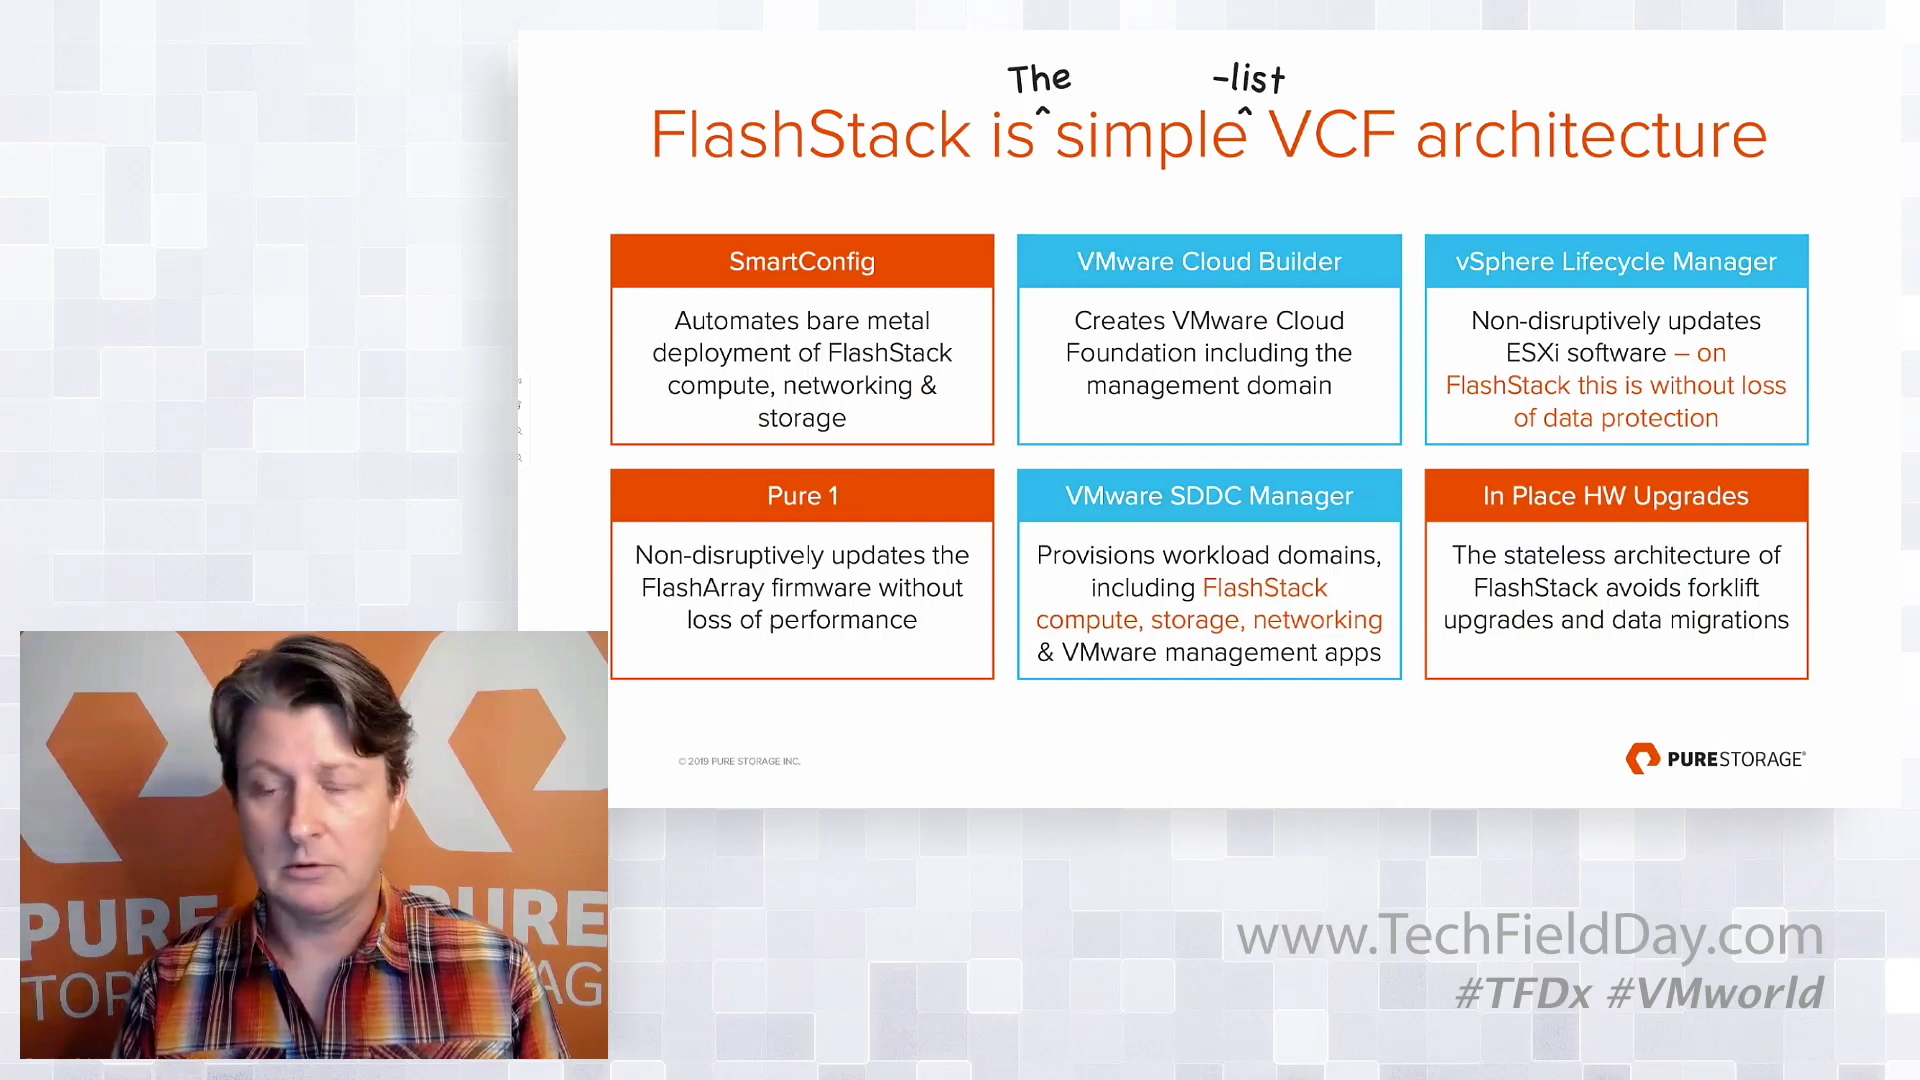 The -list
FlashStack is ^ simple ^ VCF architecture
SmartConfig
Automates bare metal
deployment of FlashStack
compute, networking &
storage
VMware Cloud Builder
Creates VMware Cloud
Foundation including the
management domain
vSphere Lifecycle Manager
Non-disruptively updates
ESXi software – on
FlashStack this is without loss
of data protection
Pure 1
Non-disruptively updates the
FlashArray firmware without
loss of performance
VMware SDDC Manager
Provisions workload domains,
including FlashStack
compute, storage, networking
& VMware management apps
In Place HW Upgrades
The stateless architecture of
FlashStack avoids forklift
upgrades and data migrations
© 2019 PURE STORAGE INC.
PURESTORAGE®
PURE
TOR
URE
AG
www.TechFieldDay.com
#TFDx #VMworld